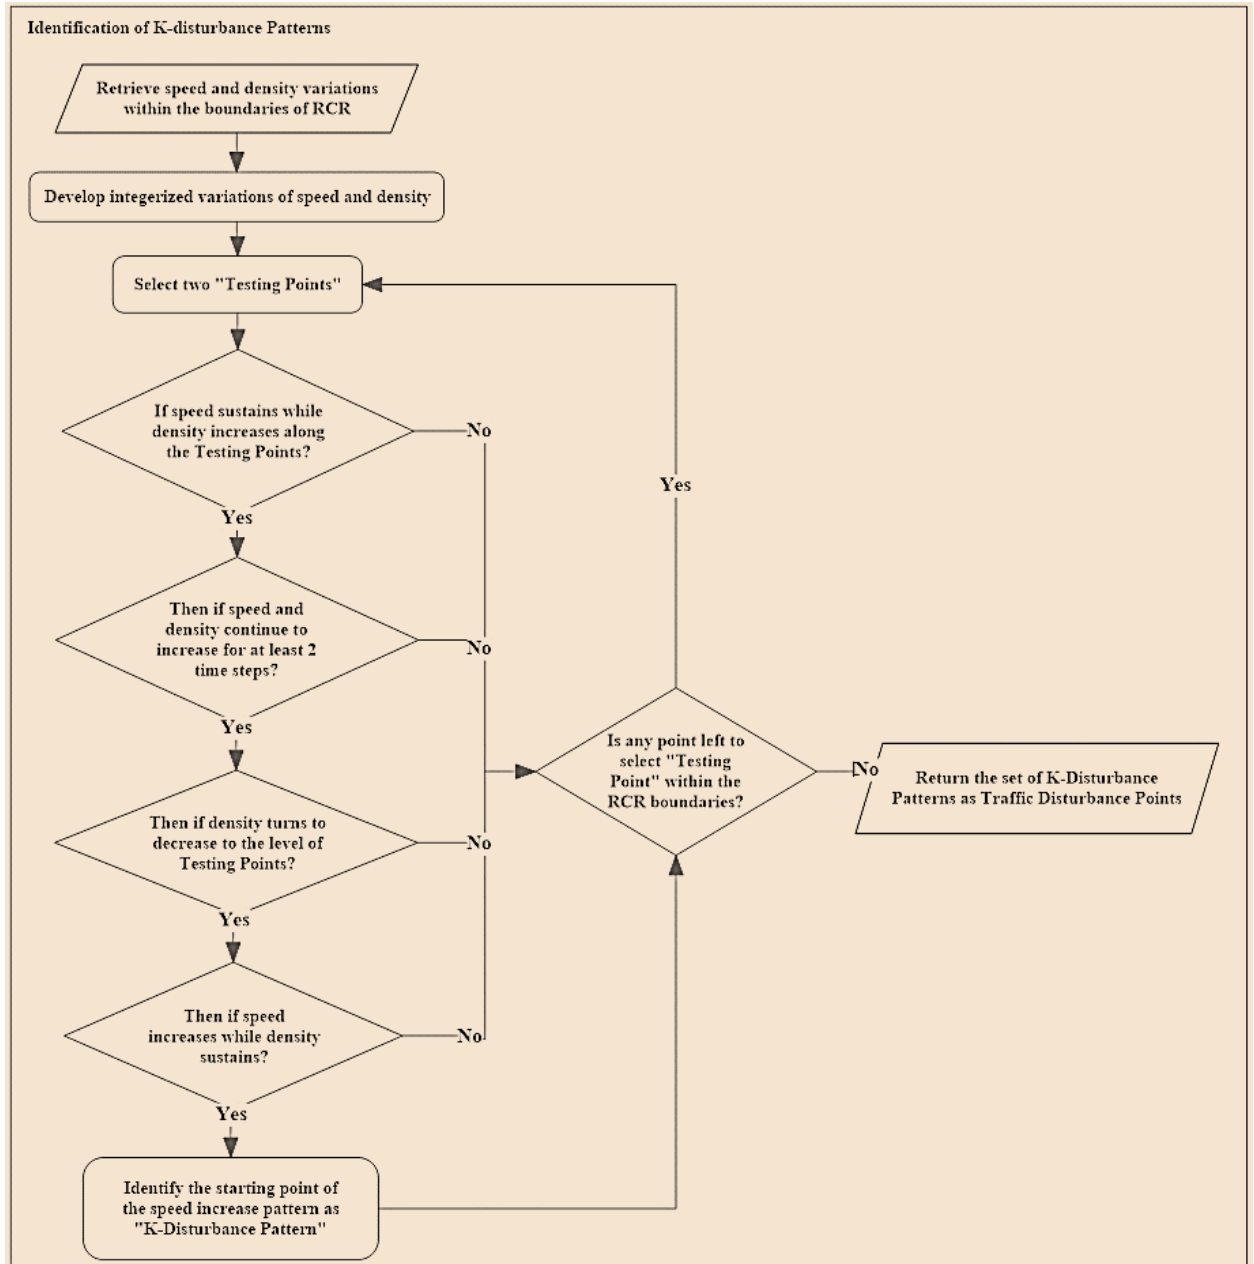 Identification of K-disturbance Patterns
Retrieve speed and density variations
within the boundaries of RCR
Develop integerized variations of speed and density
Select two "Testing Points"
If speed sustains while
density increases along
the Testing Points?
No
Yes
Then if speed and
density continue to
increase for at least 2
time steps?
No
Yes
Then if density turns to
decrease to the level of
Testing Points?
No
Yes
Then if speed
increases while density
sustains?
No
Yes
Identify the starting point of
the speed increase pattern as
"K-Disturbance Pattern"
Yes
Is any point left to
select "Testing
Point" within the
RCR boundaries?
No
Return the set of K-Disturbance
Patterns as Traffic Disturbance Points